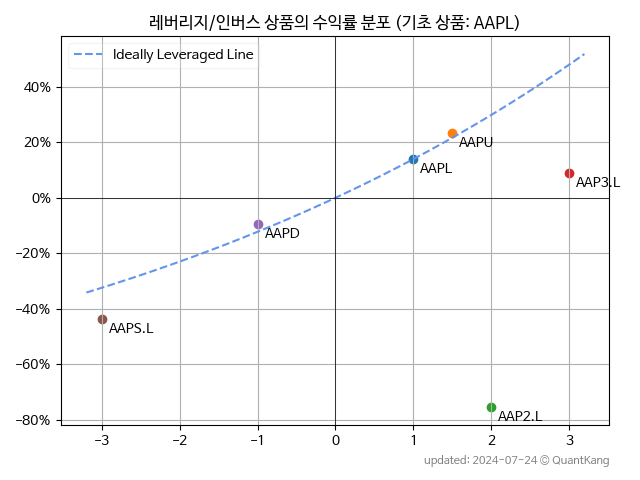 레버리지/인버스 상품의 수익률 분포 (기초 상품: AAPL)
Ideally Leveraged Line
40%
20%
0%
−20%
−40%
−60%
−80%
AAPU
AAPL
AAP3.L
AAPD
AAPS.L
AAP2.L
−3 −2 −1 0 1 2 3
updated: 2024-07-24 © QuantKang